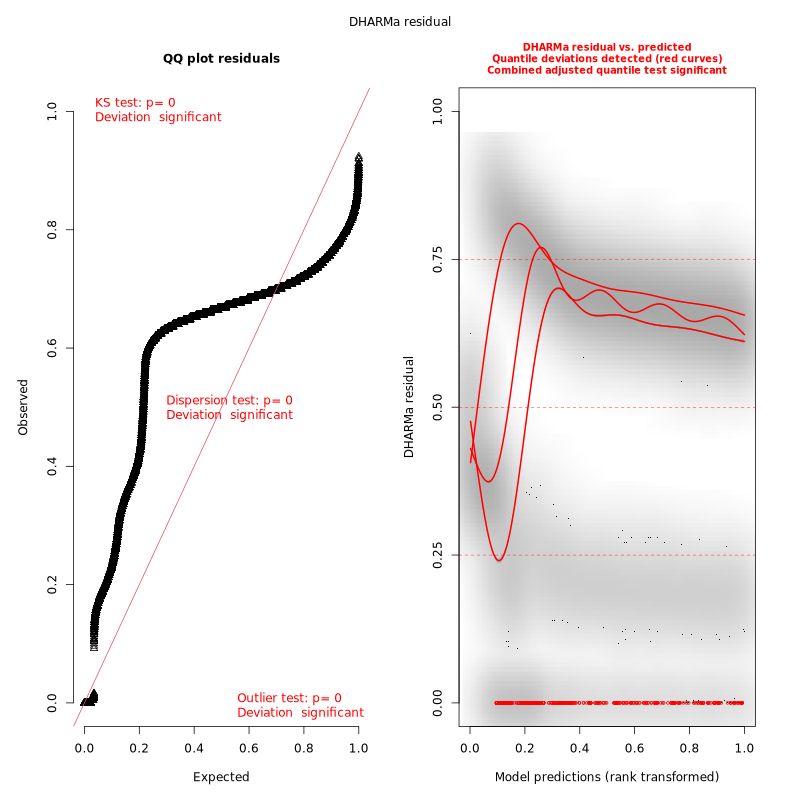 DHARMa residual
QQ plot residuals
KS test: p= 0
Deviation  significant
Dispersion test: p= 0
Deviation  significant
Outlier test: p= 0
Deviation  significant
Observed
0.0
0.2
0.4
0.6
0.8
1.0
0.0 0.2 0.4 0.6 0.8 1.0
Expected
DHARMa residual vs. predicted
Quantile deviations detected (red curves)
Combined adjusted quantile test significant
DHARMa residual
0.00
0.25
0.50
0.75
1.00
0.0 0.2 0.4 0.6 0.8 1.0
Model predictions (rank transformed)